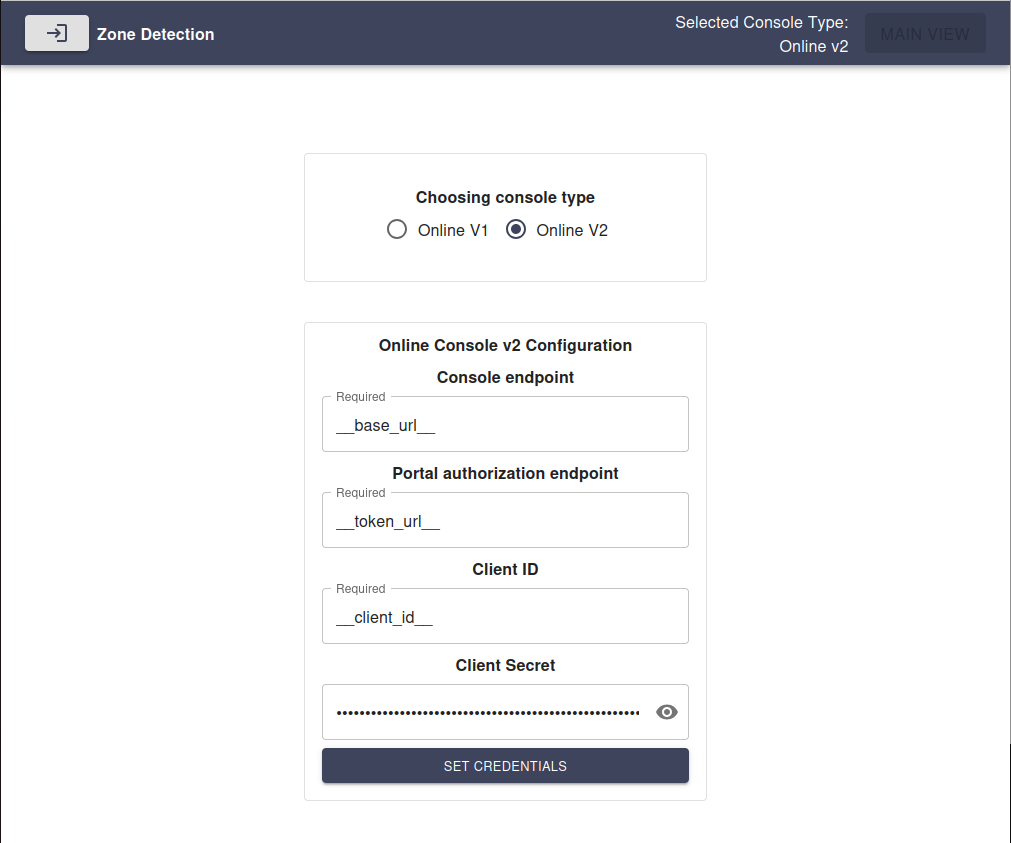 Zone Detection
Selected Console Type:
Online v2
MAIN VIEW
Choosing console type
Online V1
Online V2
Online Console v2 Configuration
Console endpoint
Required
__base_url__
Portal authorization endpoint
Required
__token_url__
Client ID
Required
__client_id__
Client Secret
SET CREDENTIALS